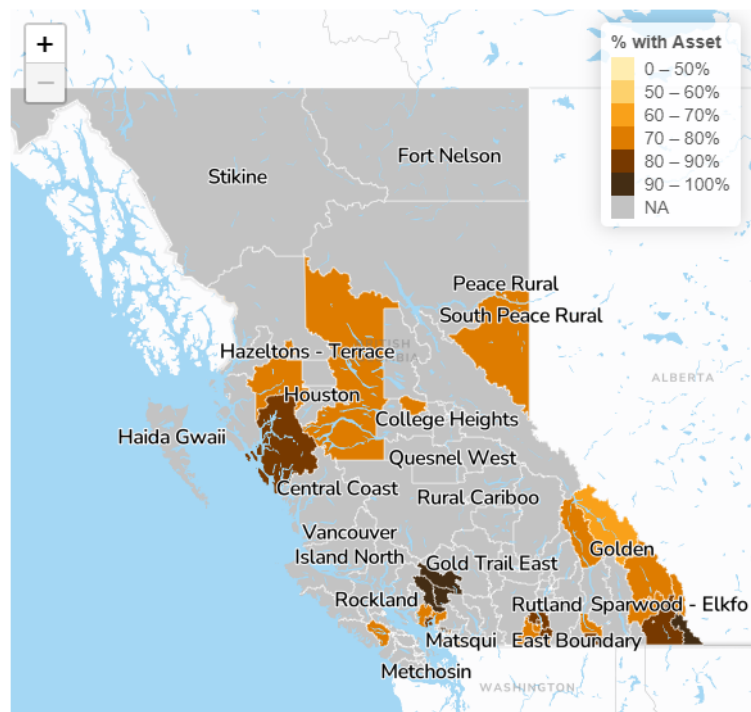 +
−
% with Asset
0 – 50%
50 – 60%
60 – 70%
70 – 80%
80 – 90%
90 – 100%
NA
Fort Nelson
Stikine
Peace Rural
South Peace Rural
Hazeltons - Terrace
ALBERTA
Houston
College Heights
Haida Gwaii
Quesnel West
Central Coast
Rural Cariboo
Vancouver
Island North
Golden
Gold Trail East
Rockland
Rutland
Sparwood - Elkfo
Matsqui
East Boundary
Metchosin
WASHINGTON